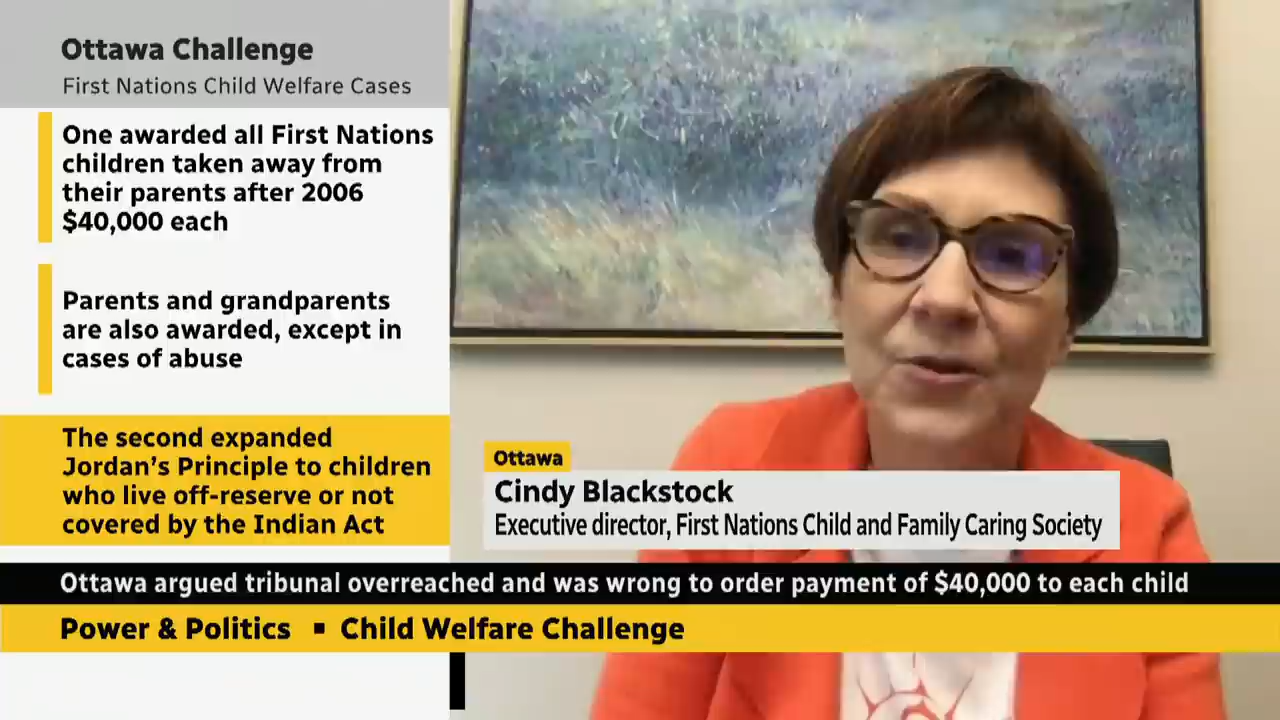 Ottawa Challenge
First Nations Child Welfare Cases
One awarded all First Nations
children taken away from
their parents after 2006
$40,000 each
Parents and grandparents
are also awarded, except in
cases of abuse
The second expanded
Jordan's Principle to children
who live off-reserve or not
covered by the Indian Act
Ottawa
Cindy Blackstock
Executive director, First Nations Child and Family Caring Society
Ottawa argued tribunal overreached and was wrong to order payment of $40,000 to each child
Power & Politics ▪ Child Welfare Challenge